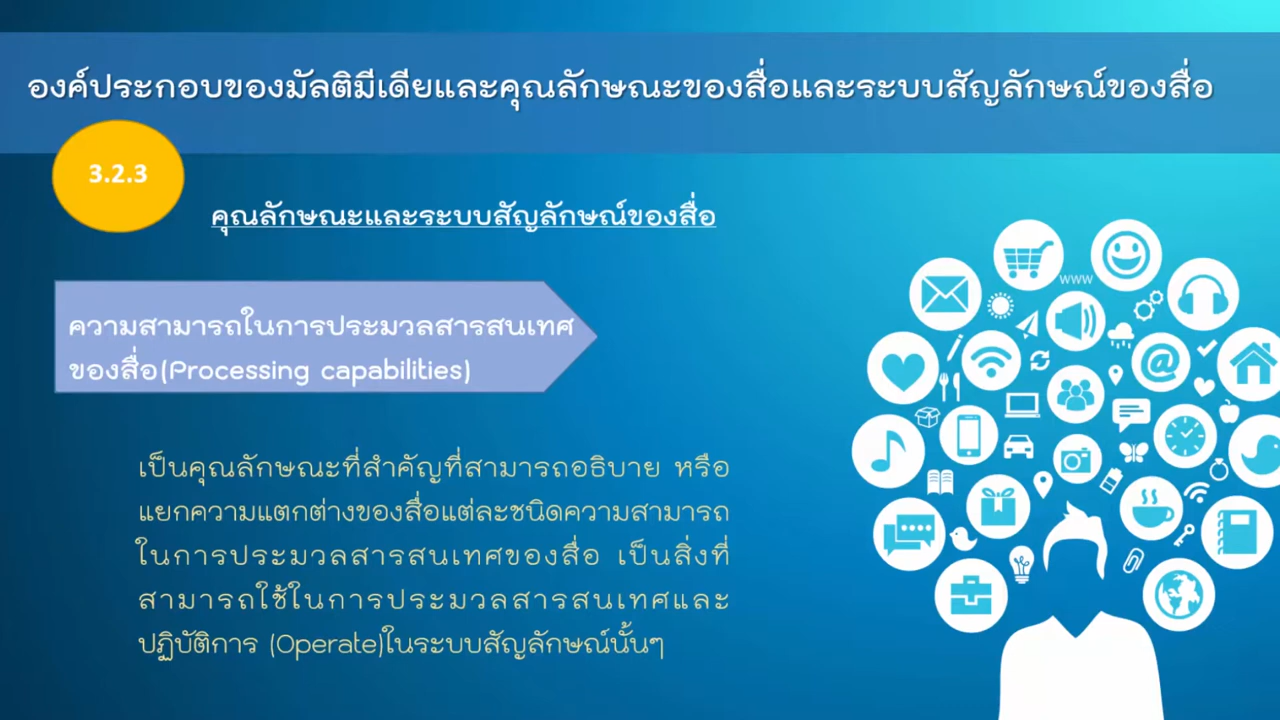 องค์ประกอบของมัลติมีเดียและคุณลักษณะของสื่อและระบบสัญลักษณ์ของสื่อ
3.2.3
คุณลักษณะและระบบสัญลักษณ์ของสื่อ
ความสามารถในการประมวลสารสนเทศ
ของสื่อ(Processing capabilities)
เป็นคุณลักษณะที่สำคัญที่สามารถอธิบาย หรือ
แยกความแตกต่างของสื่อแต่ละชนิดความสามารถ
ในการประมวลสารสนเทศของสื่อ เป็นสิ่งที่
สามารถใช้ในการประมวลสารสนเทศและ
ปฏิบัติการ (Operate)ในระบบสัญลักษณ์นั้นๆ
www
@